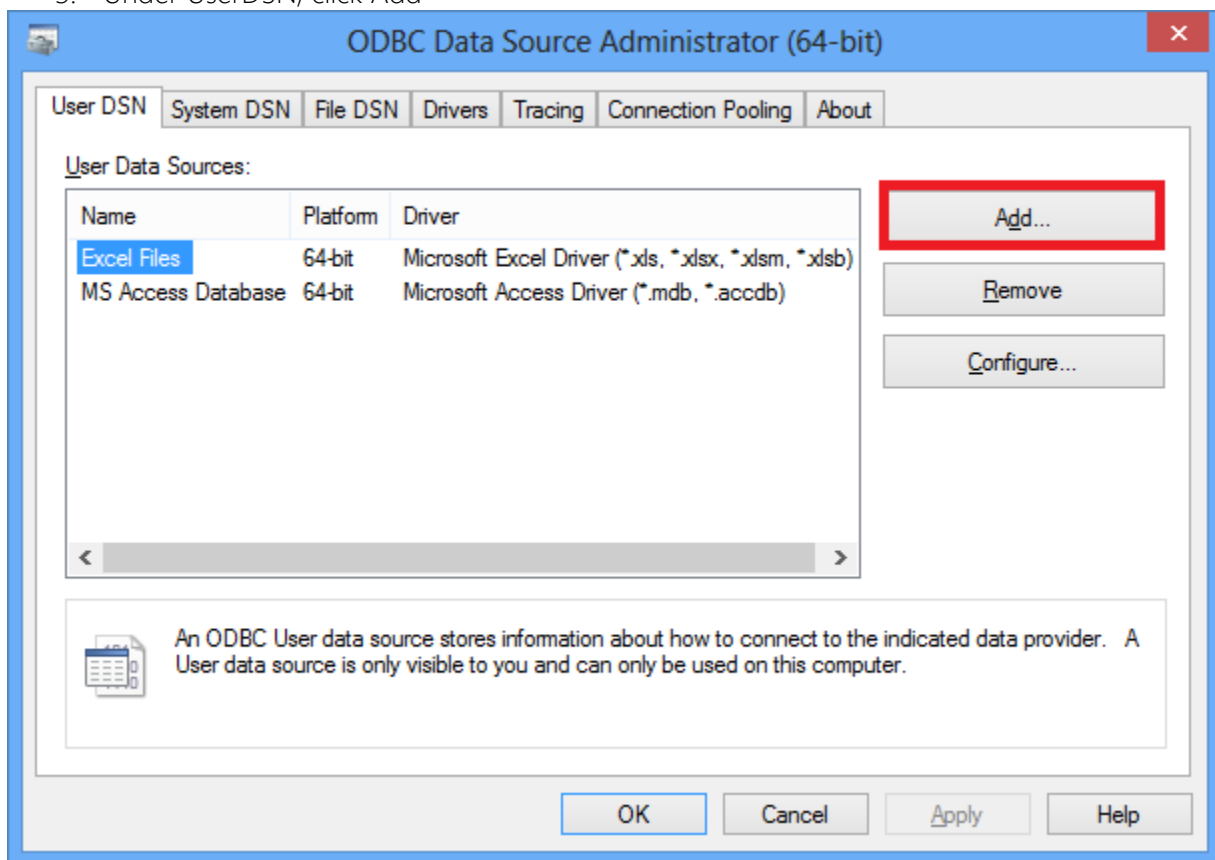 Under UserDSN, click Add
ODBC Data Source Administrator (64-bit)
User DSN System DSN File DSN Drivers Tracing Connection Pooling About
User Data Sources:
Name Platform Driver
Excel Files 64-bit Microsoft Excel Driver (*.xls, *.xlsx, *.xlsm, *.xlsb)
MS Access Database 64-bit Microsoft Access Driver (*.mdb, *.accdb)
Add...
Remove
Configure...
An ODBC User data source stores information about how to connect to the indicated data provider. A
User data source is only visible to you and can only be used on this computer.
OK Cancel Apply Help